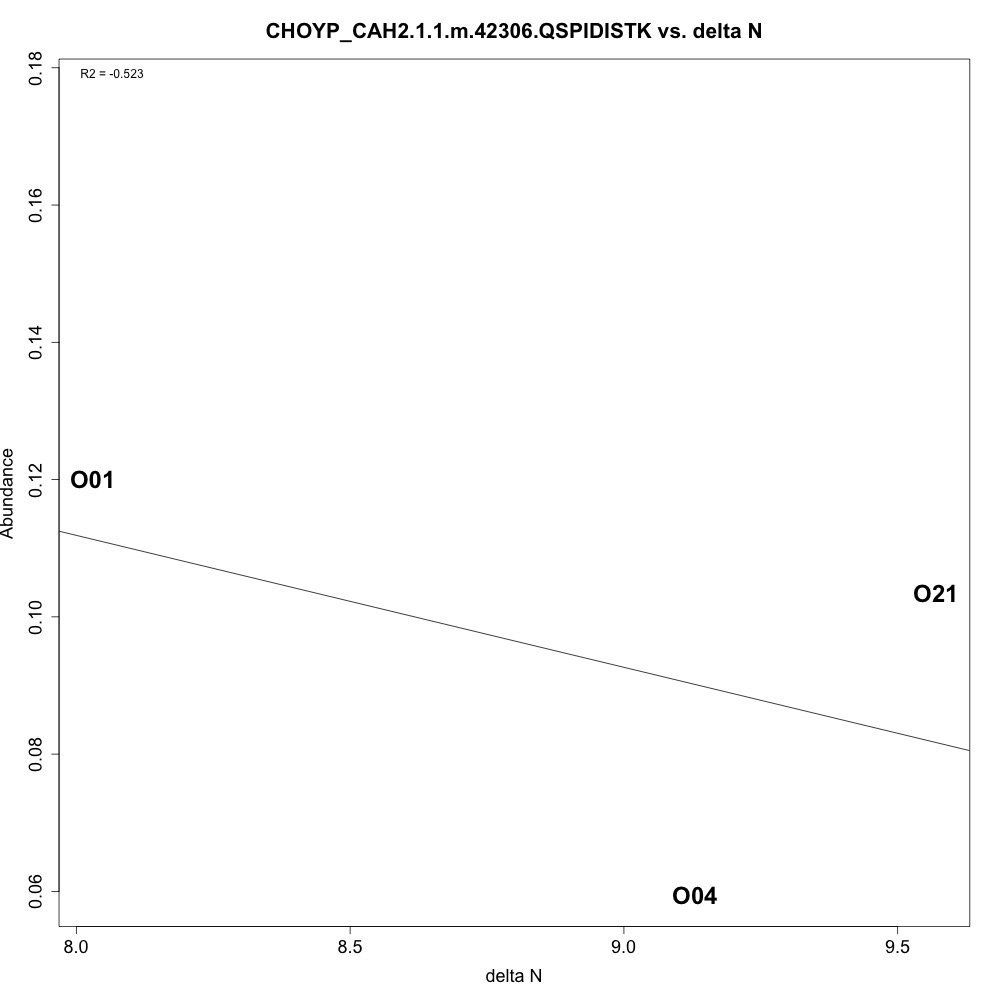 CHOYP_CAH2.1.1.m.42306.QSPIDISTK vs. delta N
R2 = -0.523
0.18
0.16
0.14
0.12
0.10
0.08
0.06
Abundance
O01
O21
O04
8.0 8.5 9.0 9.5
delta N